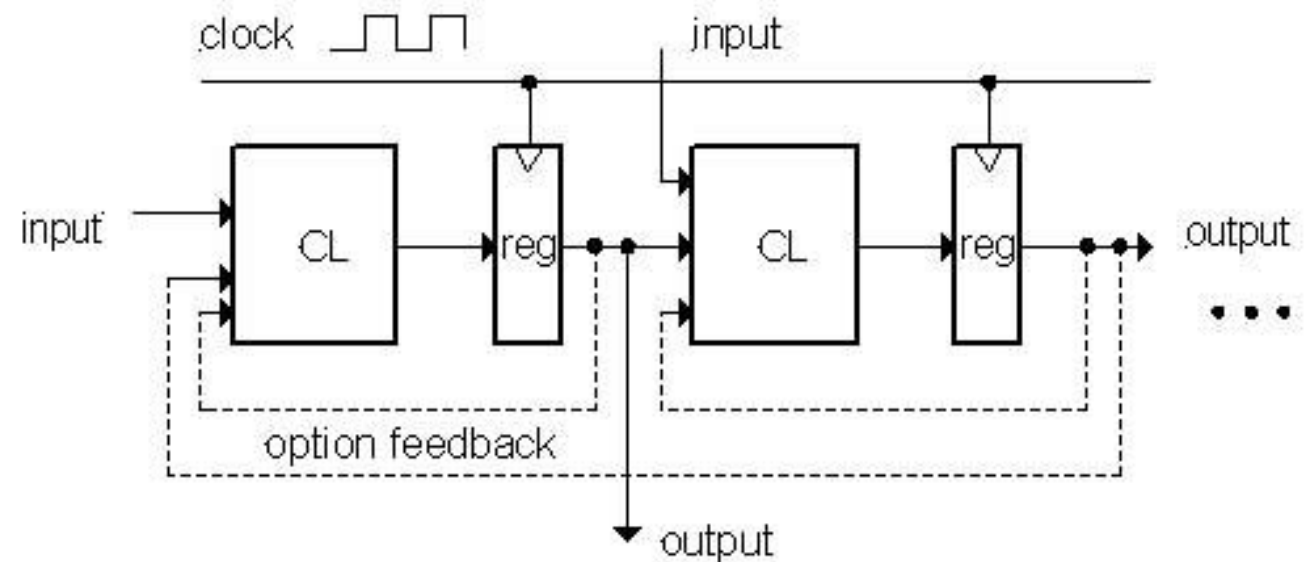 clock
input
input
CL
reg
CL
reg
output
option feedback
output